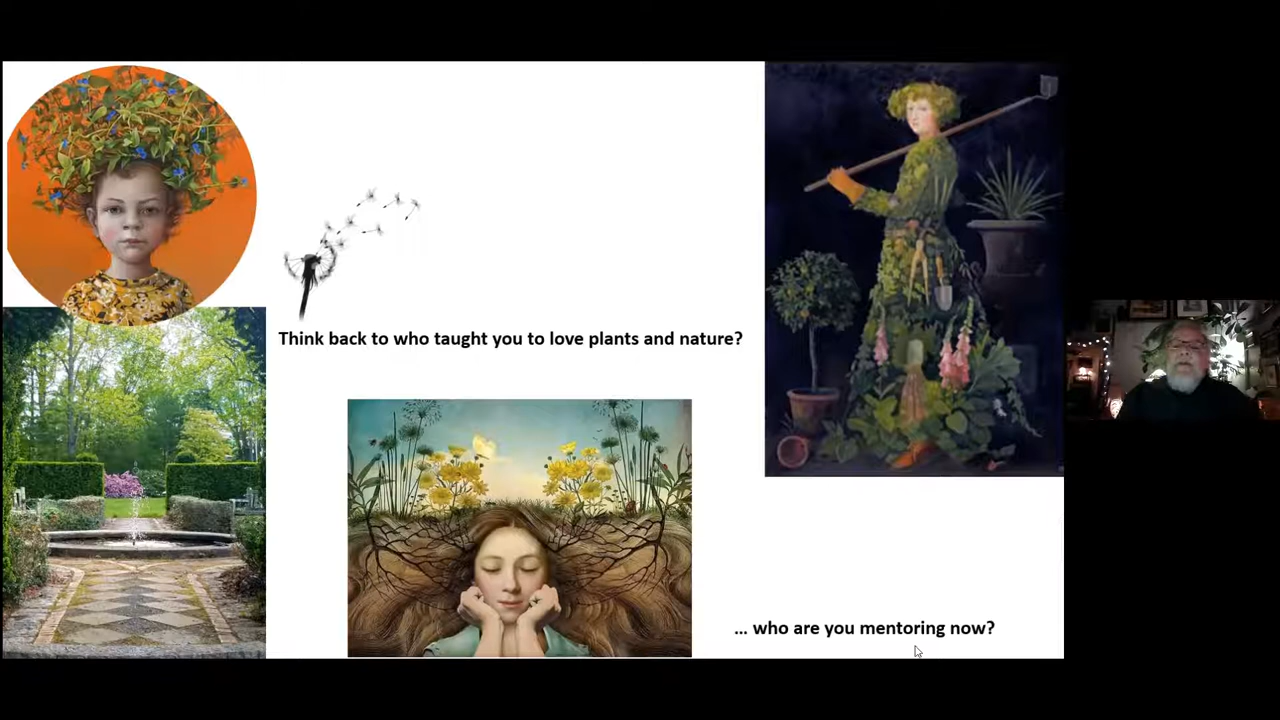 Think back to who taught you to love plants and nature?
... who are you mentoring now?